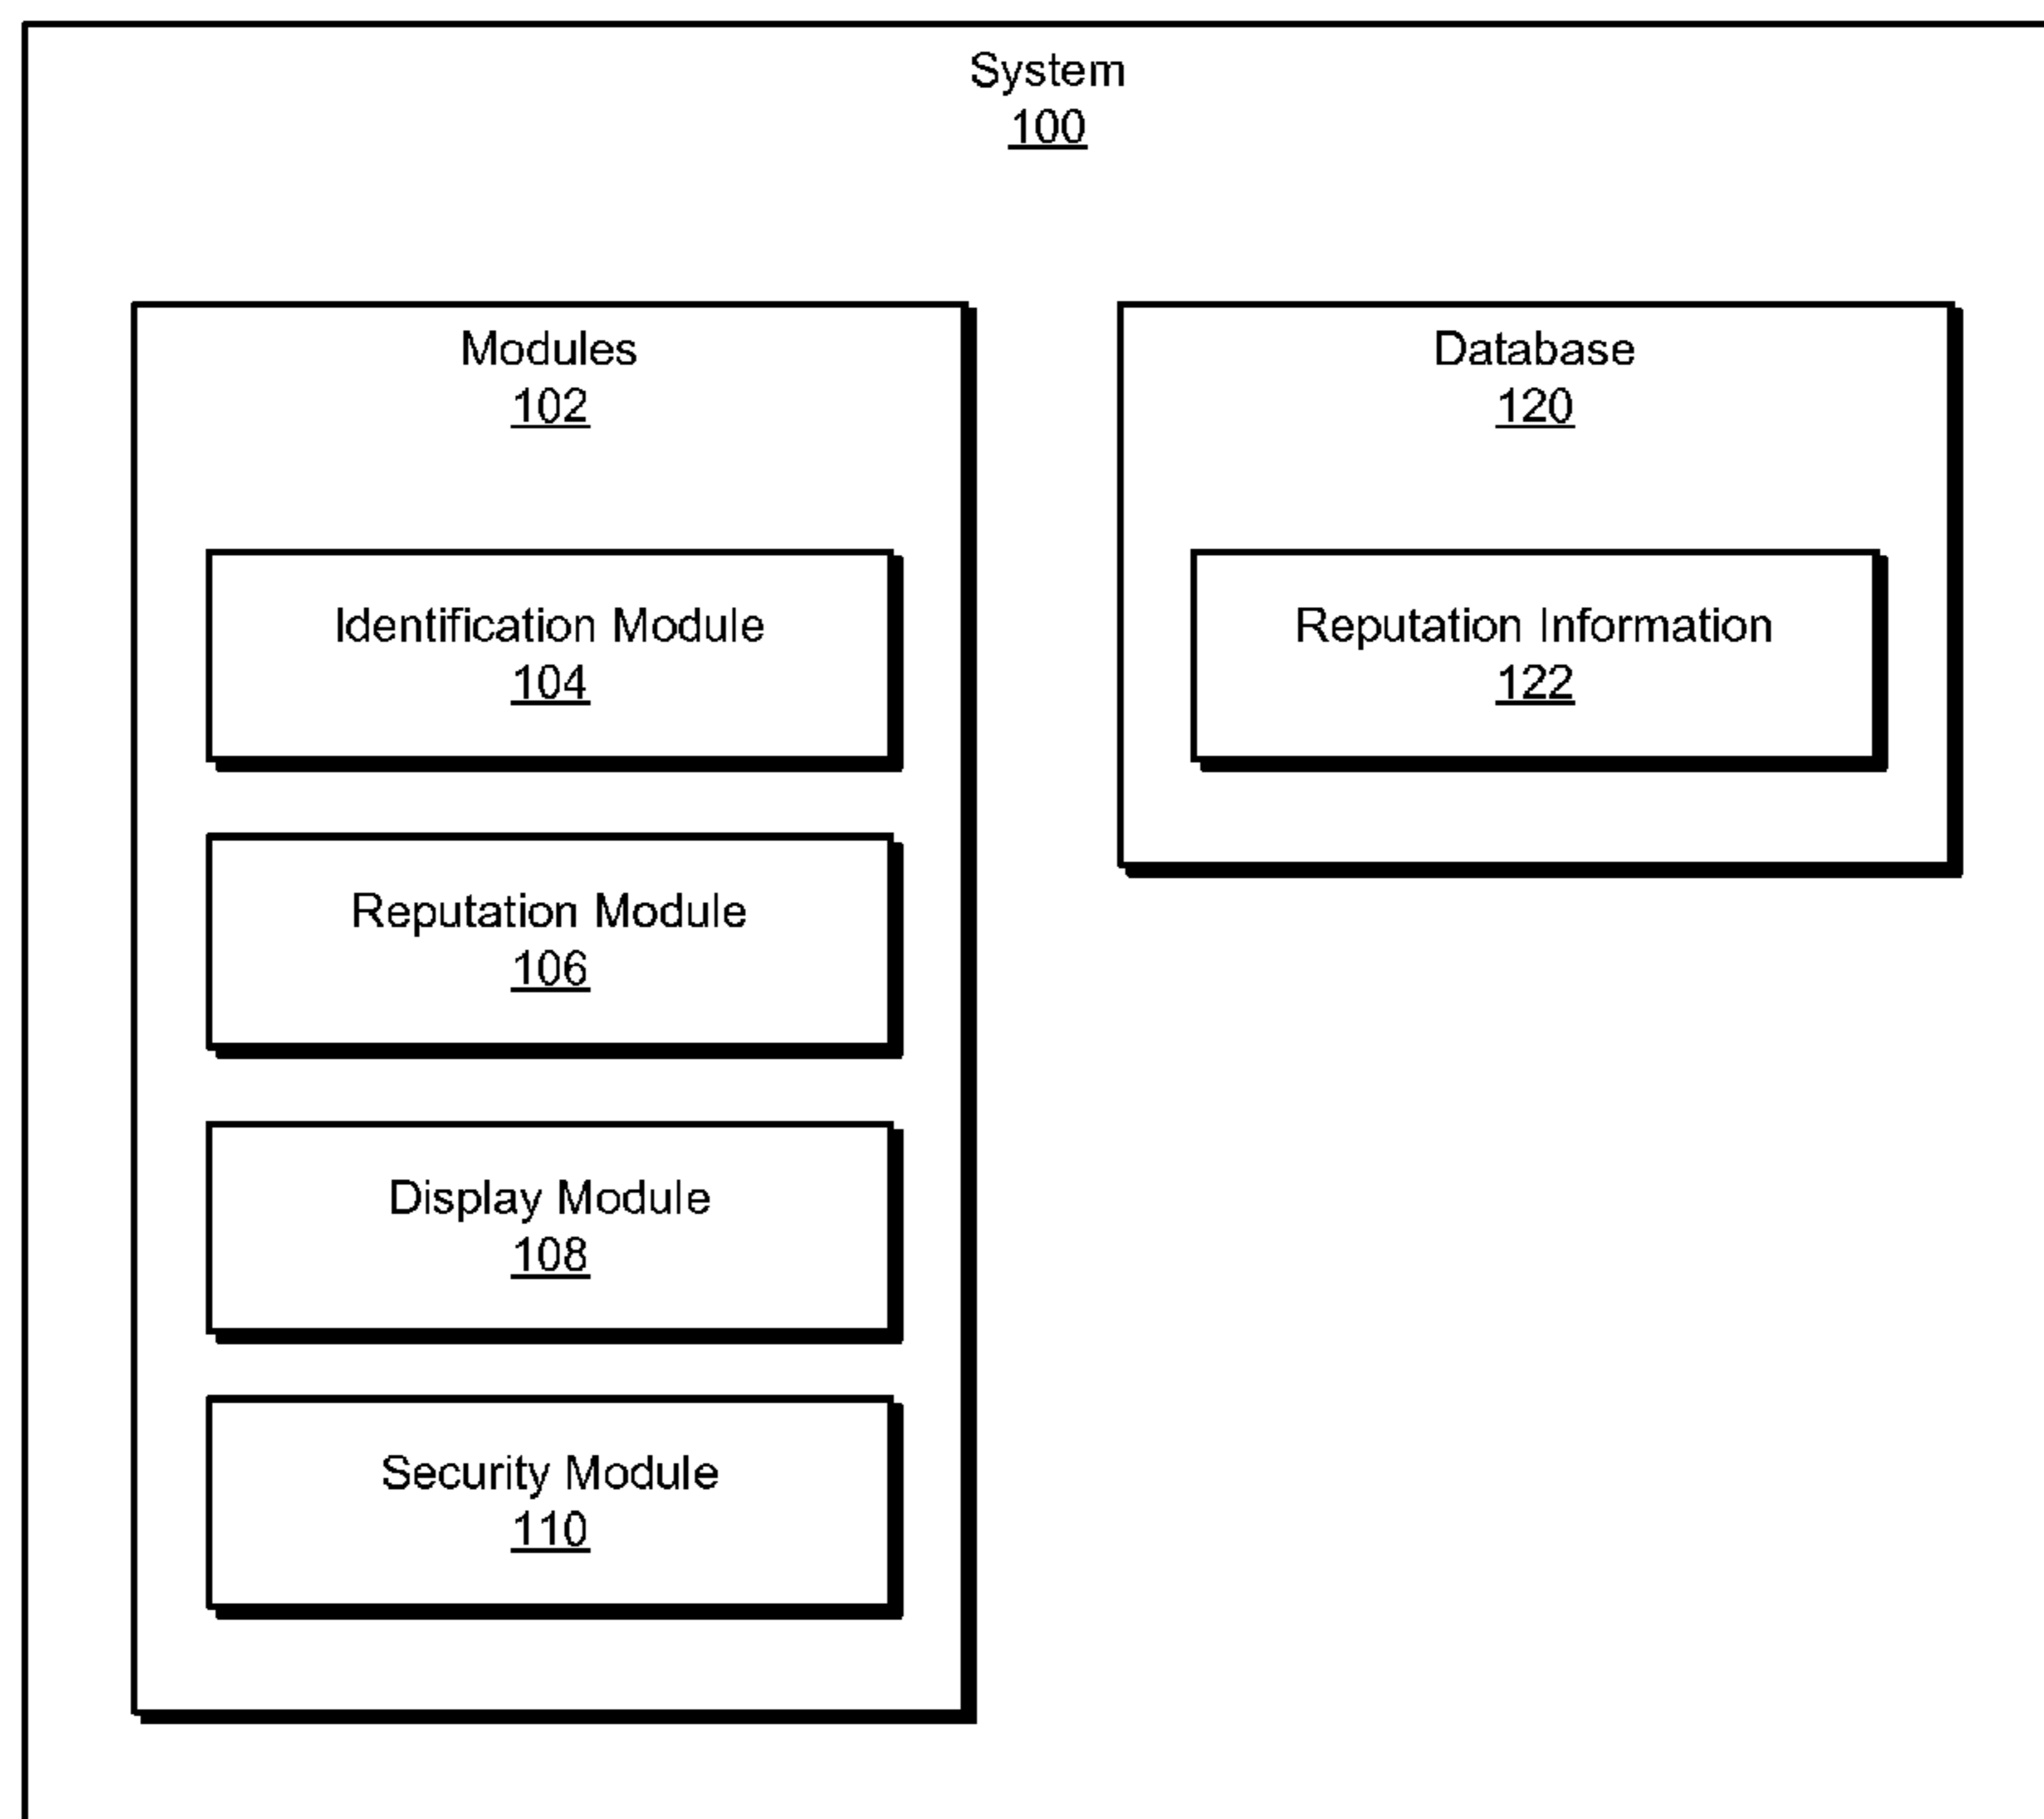 System
100
Modules
102
Identification Module
104
Reputation Module
106
Display Module
108
Security Module
110
Database
120
Reputation Information
122